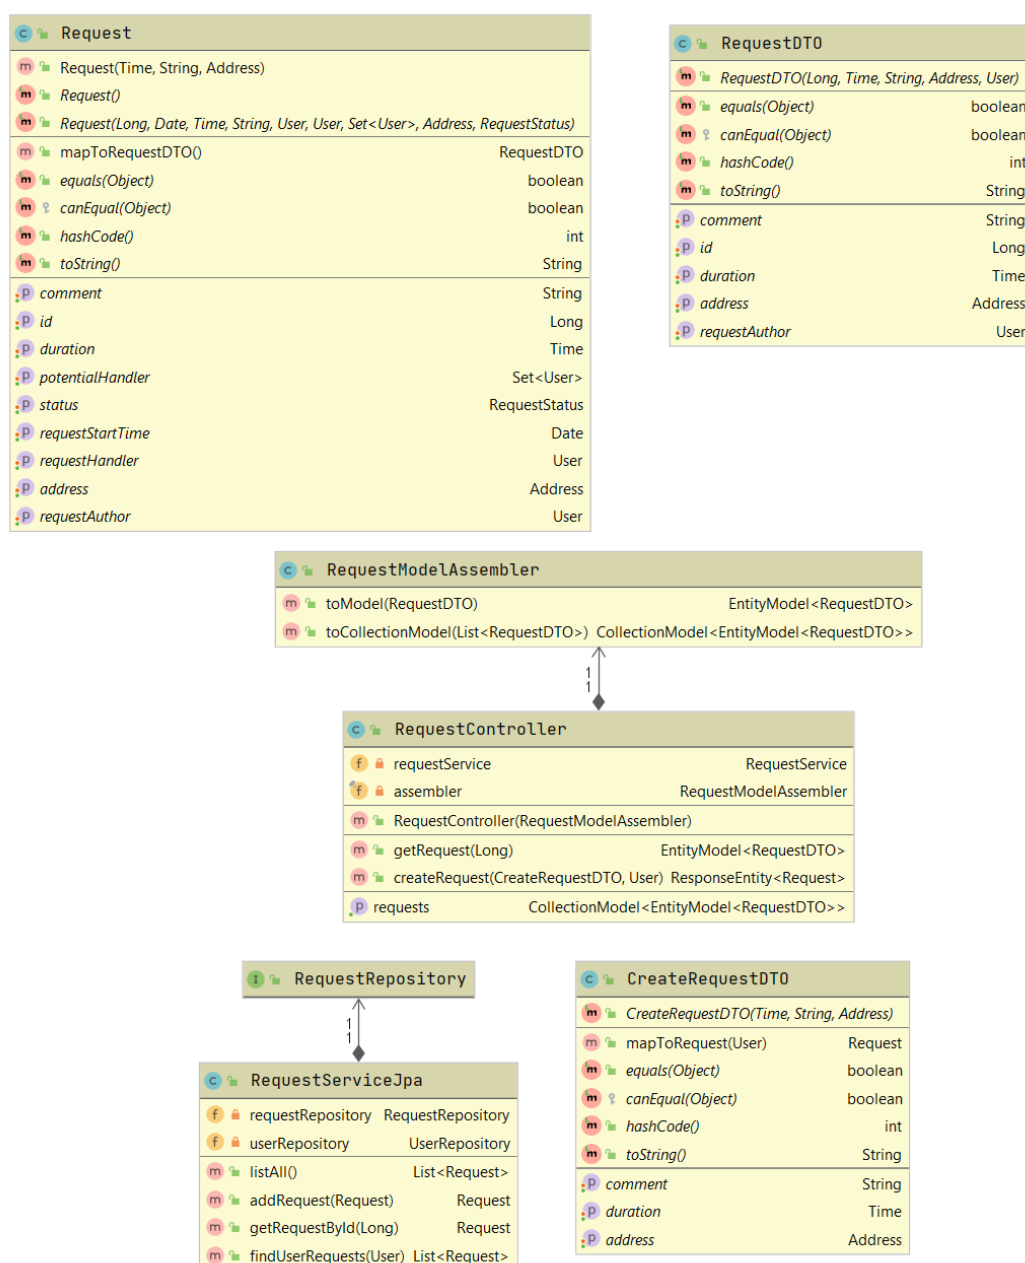 Request
Request(Time, String, Address)
Request()
Request(Long, Date, Time, String, User, User, Set<User>, Address, RequestStatus)
mapToRequestDTO() RequestDTO
equals(Object) boolean
canEqual(Object) boolean
hashCode() int
toString() String
comment String
id Long
duration Time
potentialHandler Set<User>
status RequestStatus
requestStartTime Date
requestHandler User
address Address
requestAuthor User
RequestDTO
RequestDTO(Long, Time, String, Address, User)
equals(Object) boolean
canEqual(Object) boolean
hashCode() int
toString() String
comment String
id Long
duration Time
address Address
requestAuthor User
RequestModelAssembler
toModel(RequestDTO) EntityModel<RequestDTO>
toCollectionModel(List<RequestDTO>) CollectionModel<EntityModel<RequestDTO>>
1
1
RequestController
requestService RequestService
assembler RequestModelAssembler
RequestController(RequestModelAssembler)
getRequest(Long) EntityModel<RequestDTO>
createRequest(CreateRequestDTO, User) ResponseEntity<Request>
requests CollectionModel<EntityModel<RequestDTO>>
RequestRepository
1
1
RequestServiceJpa
requestRepository RequestRepository
userRepository UserRepository
listAll() List<Request>
addRequest(Request) Request
getRequestById(Long) Request
findUserRequests(User) List<Request>
CreateRequestDTO
CreateRequestDTO(Time, String, Address)
mapToRequest(User) Request
equals(Object) boolean
canEqual(Object) boolean
hashCode() int
toString() String
comment String
duration Time
address Address